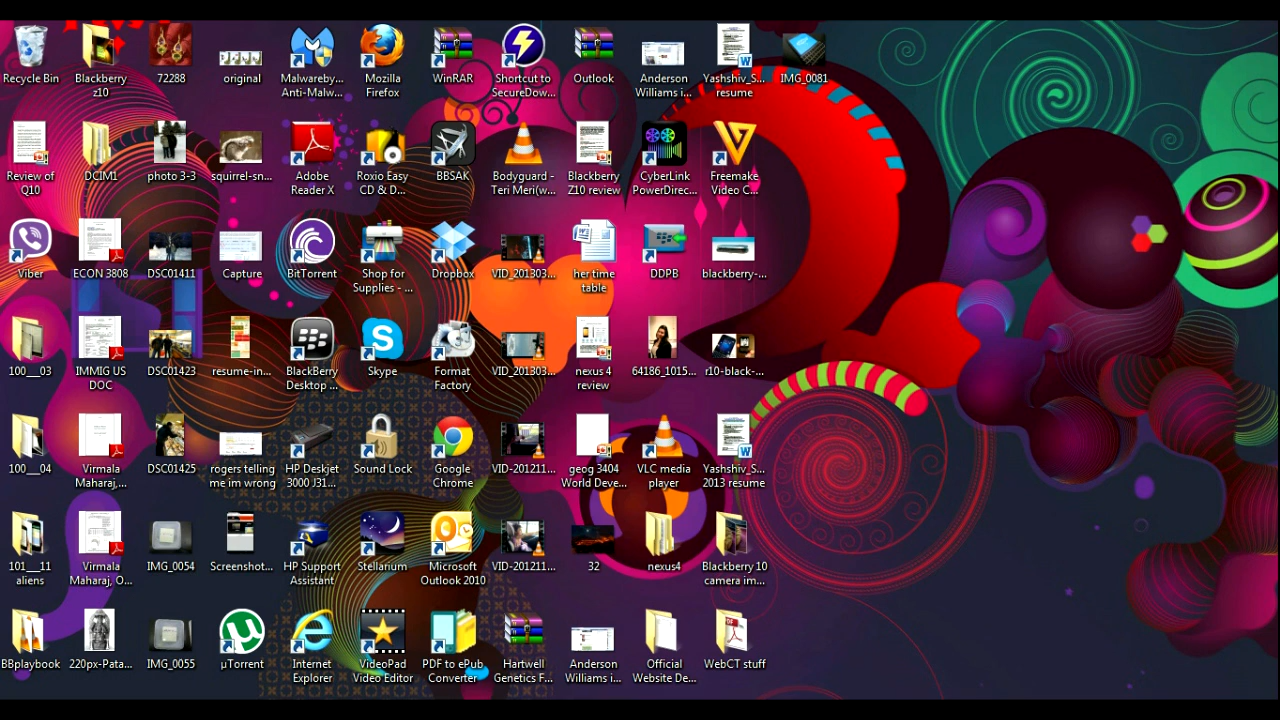 Recycle Bin
Blackberry
z10
72288
original
Malwareby...
Anti-Malw...
Mozilla
Firefox
WinRAR
Shortcut to
SecureDow...
Outlook
Anderson
Williams i...
Yashshiv_S...
resume
IMG_0081
Review of
Q10
DCIM1
photo 3-3
squirrel-sn...
Adobe
Reader X
Roxio Easy
CD & D...
BBSAK
Bodyguard -
Teri Meri(w...
Blackberry
Z10 review
CyberLink
PowerDirec...
Freemake
Video C...
Viber
ECON 3808
DSC01411
Capture
BitTorrent
Shop for
Supplies - ...
Dropbox
VID_201303...
her time
table
DDPB
blackberry-...
100___03
IMMIG US
DOC
DSC01423
resume-in...
BlackBerry
Desktop ...
Skype
Format
Factory
VID_201303...
nexus 4
review
64186_1015...
r10-black-...
100___04
Virmala
Maharaj,...
DSC01425
rogers telling
me im wrong
HP Deskjet
3000 J31...
Sound Lock
Google
Chrome
VID-201211...
geog 3404
World Deve...
VLC media
player
Yashshiv_S...
2013 resume
101___11
aliens
Virmala
Maharaj, O...
IMG_0054
Screenshot...
HP Support
Assistant
Stellarium
Microsoft
Outlook 2010
VID-201211...
32
nexus4
Blackberry 10
camera im...
BBplaybook
220px-Pata...
IMG_0055
µTorrent
Internet
Explorer
VideoPad
Video Editor
PDF to ePub
Converter
Hartwell
Genetics F...
Anderson
Williams i...
Official
Website De...
WebCT stuff